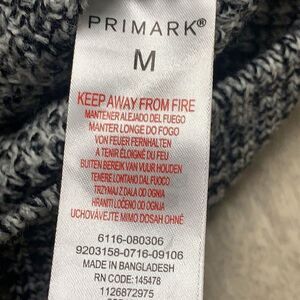 PRIMARK®
M
KEEP AWAY FROM FIRE
MANTENER ALEJADO DEL FUEGO
MANTER LONGE DO FOGO
VON FEUER FERNHALTEN
A TENIR ÉLOIGNÉ DU FEU
BUITEN BEREIK VAN VUUR HOUDEN
TENERE LONTANO DAL FUOCO
TRZYMAJ Z DALA OD OGNIA
HRANITI LOČENO OD OGNJA
UCHOVÁVEJTE MIMO DOSAH OHNĚ
6116-080306
9203158-0716-09106
MADE IN BANGLADESH
RN CODE: 145478
1126872975